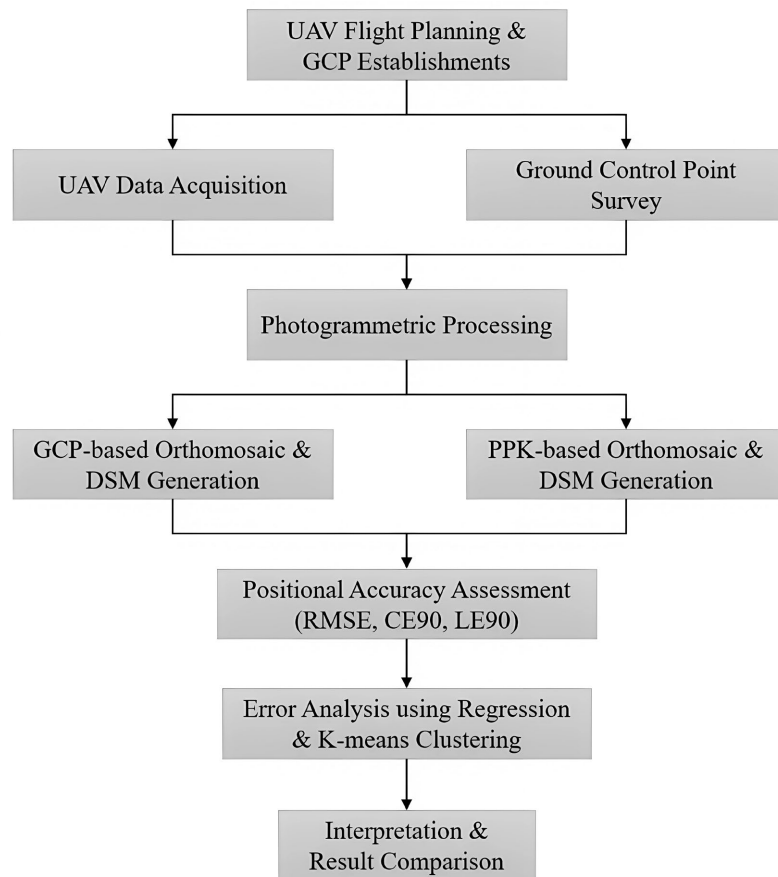 UAV Flight Planning &
GCP Establishments
UAV Data Acquisition
Ground Control Point
Survey
Photogrammetric Processing
GCP-based Orthomosaic &
DSM Generation
PPK-based Orthomosaic &
DSM Generation
Positional Accuracy Assessment
(RMSE, CE90, LE90)
Error Analysis using Regression
& K-means Clustering
Interpretation &
Result Comparison